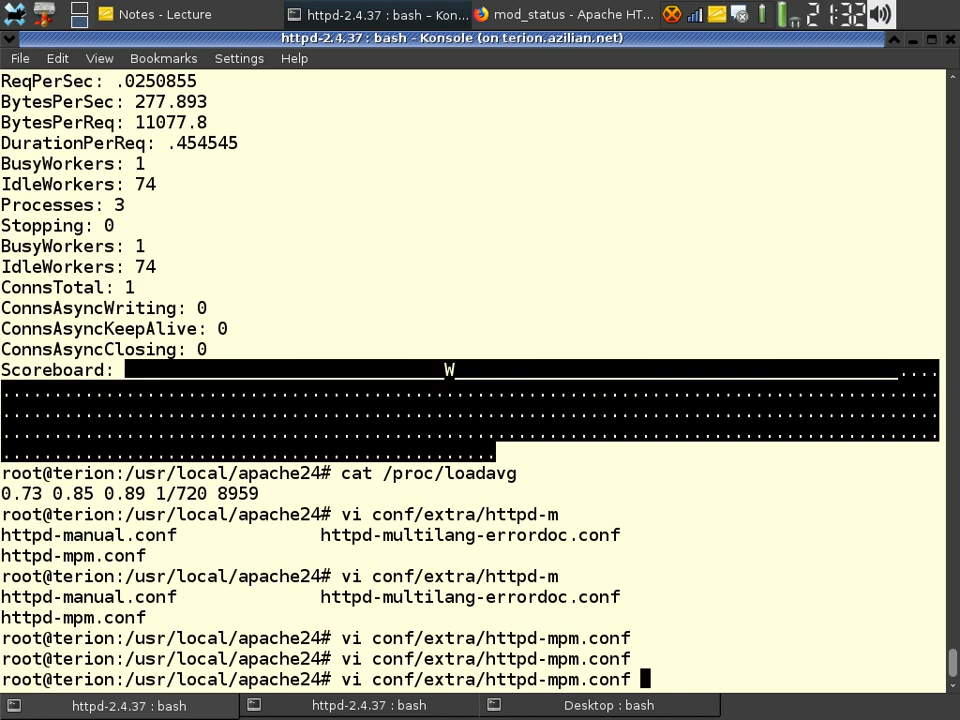 Notes - Lecture
httpd-2.4.37 : bash – Kon...
mod_status - Apache HT...
2
1:32
httpd-2.4.37 : bash - Konsole (on terion.azilian.net)
File Edit View Bookmarks Settings Help
ReqPerSec: .0250855
BytesPerSec: 277.893
BytesPerReq: 11077.8
DurationPerReq: .454545
BusyWorkers: 1
IdleWorkers: 74
Processes: 3
Stopping: 0
BusyWorkers: 1
IdleWorkers: 74
ConnsTotal: 1
ConnsAsyncWriting: 0
ConnsAsyncKeepAlive: 0
ConnsAsyncClosing: 0
Scoreboard: W....
root@terion:/usr/local/apache24# cat /proc/loadavg
0.73 0.85 0.89 1/720 8959
root@terion:/usr/local/apache24# vi conf/extra/httpd-m
httpd-manual.conf httpd-multilang-errordoc.conf
httpd-mpm.conf
root@terion:/usr/local/apache24# vi conf/extra/httpd-m
httpd-manual.conf httpd-multilang-errordoc.conf
httpd-mpm.conf
root@terion:/usr/local/apache24# vi conf/extra/httpd-mpm.conf
root@terion:/usr/local/apache24# vi conf/extra/httpd-mpm.conf
root@terion:/usr/local/apache24# vi conf/extra/httpd-mpm.conf
httpd-2.4.37 : bash
httpd-2.4.37 : bash
Desktop : bash